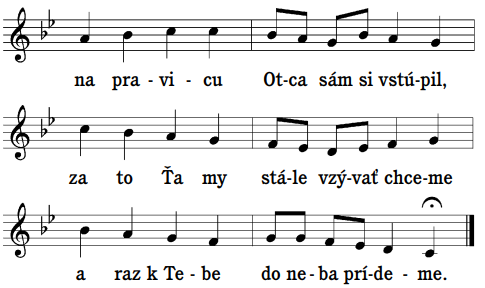 na pra - vi - cu Ot-ca sám si vstú-pil,
za to Ťa my stá-le vzý-vať chce-me
a raz k Te - be do ne-ba prí-de - me.